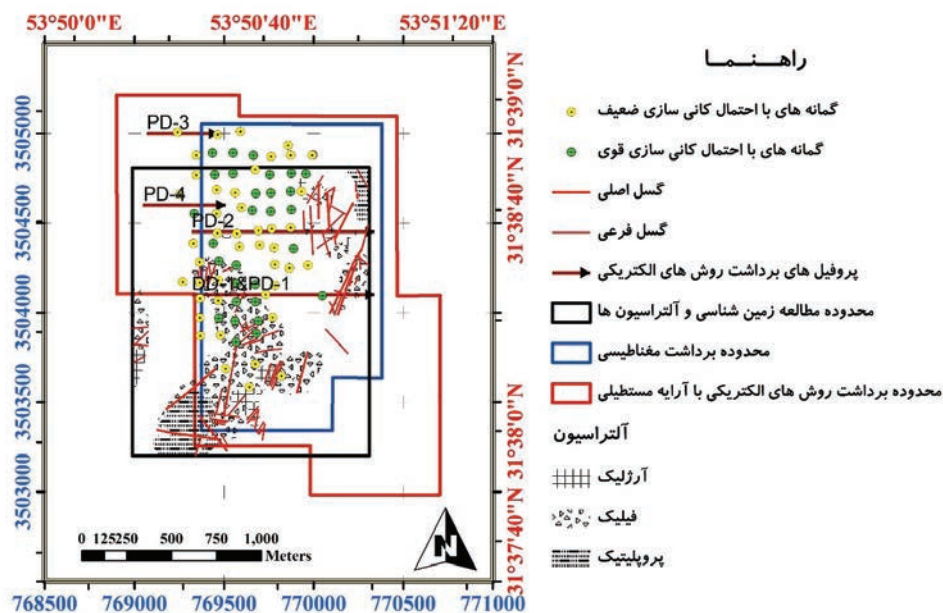 53°50'0"E 53°50'40"E 53°51'20"E
3505000
3504500
3504000
3503500
3503000
31°39'0"N
31°38'40"N
31°38'20"N
31°38'0"N
31°37'40"N
PD-3
PD-4
PD-2
DD-1&PD-1
0 125250 500 750 1,000
Meters
N
768500 769000 769500 770000 770500 771000
راهـــنـــمـــا
گمانه های با احتمال کانی سازی ضعیف
گمانه های با احتمال کانی سازی قوی
گسل اصلی
گسل فرعی
پروفیل های برداشت روش های الکتریکی
محدوده مطالعه زمین شناسی و آلتراسیون ها
محدوده برداشت مغناطیسی
محدوده برداشت روش های الکتریکی با آرایه مستطیلی
آلتراسیون
آرژلیک
فیلیک
پروپلیتیک